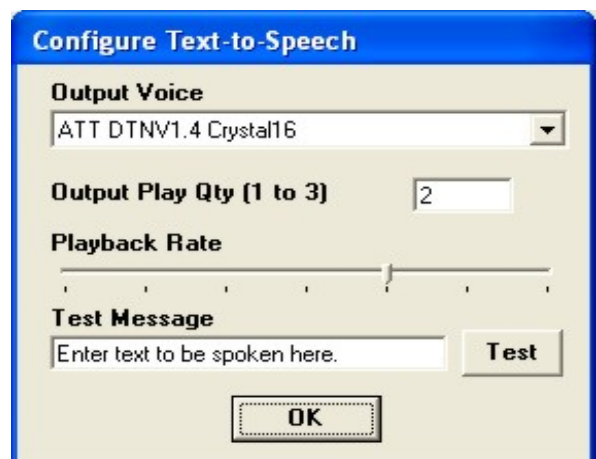 Configure Text-to-Speech
Output Voice
ATT DTNV1.4 Crystal16
Output Play Qty (1 to 3) 2
Playback Rate
Test Message
Enter text to be spoken here. Test
OK